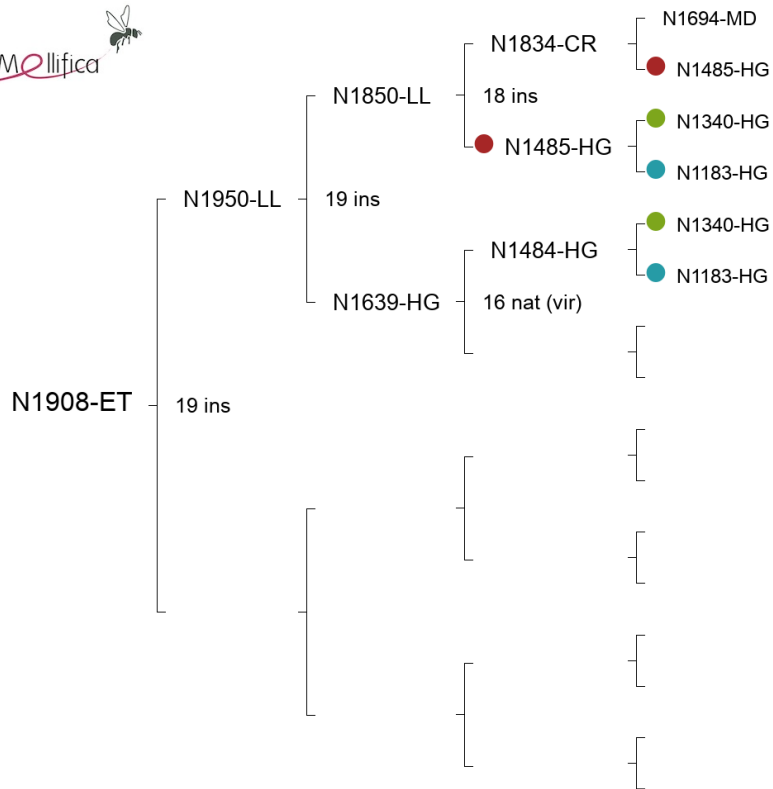 Mellifica
N1694-MD
N1834-CR
N1485-HG
N1850-LL
18 ins
N1340-HG
N1485-HG
N1183-HG
N1950-LL
19 ins
N1340-HG
N1484-HG
N1183-HG
N1639-HG
16 nat (vir)
N1908-ET
19 ins